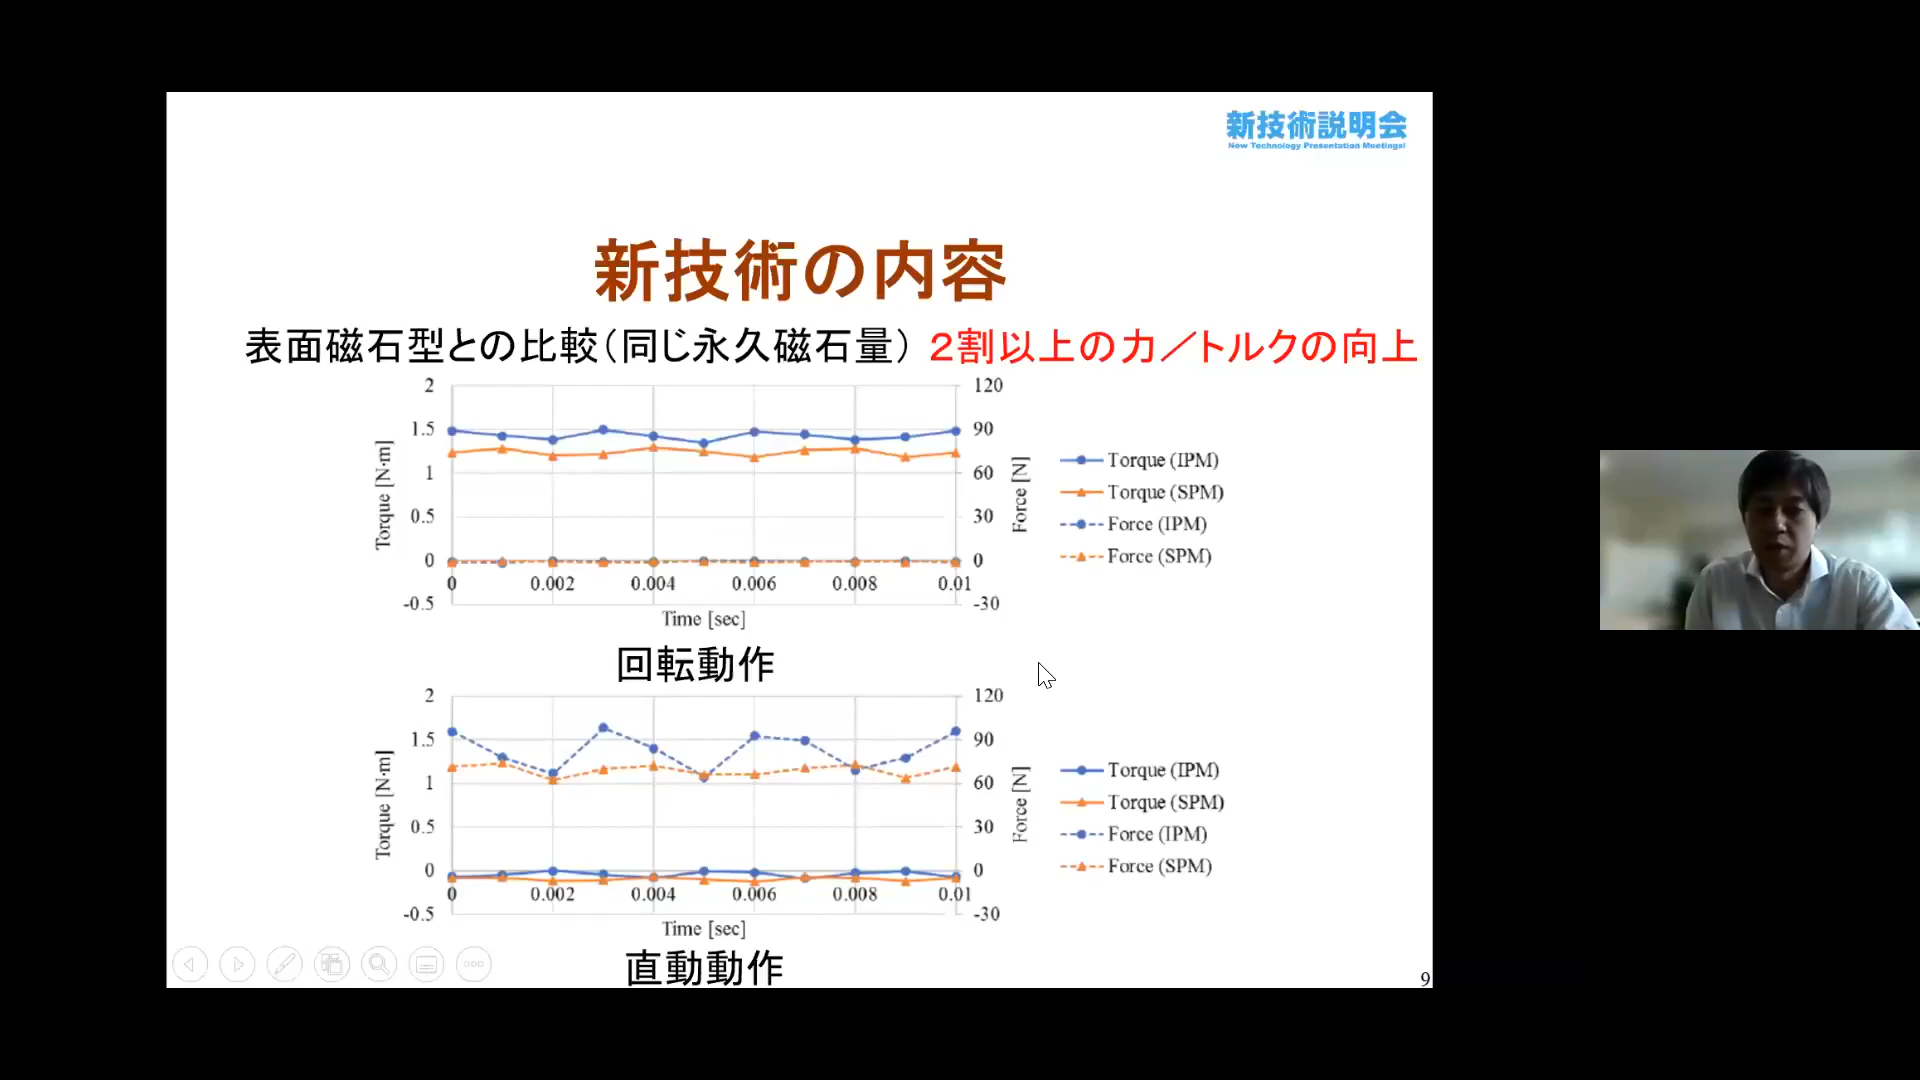 新技術説明会
New Technology Presentation Meetings!
新技術の内容
表面磁石型との比較（同じ永久磁石量） ２割以上の力／トルクの向上
2
1.5
1
0.5
0
-0.5
Torque [N·m]
120
90
60
30
0
-30
Force [N]
0 0.002 0.004 0.006 0.008 0.01
Time [sec]
Torque (IPM)
Torque (SPM)
Force (IPM)
Force (SPM)
回転動作
2
1.5
1
0.5
0
-0.5
Torque [N·m]
120
90
60
30
0
-30
Force [N]
0 0.002 0.004 0.006 0.008 0.01
Time [sec]
Torque (IPM)
Torque (SPM)
Force (IPM)
Force (SPM)
直動動作
9